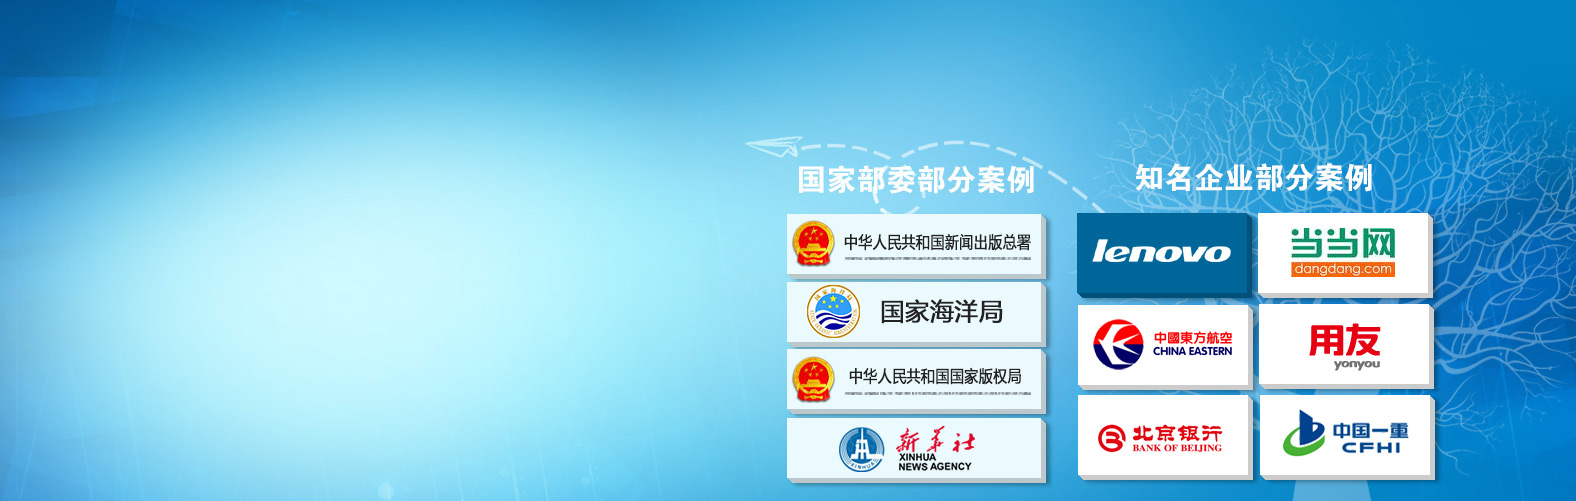 国家部委部分案例
中华人民共和国新闻出版总署
国家海洋局
中华人民共和国国家版权局
新华社
XINHUA
NEWS AGENCY
知名企业部分案例
lenovo
当当网
dangdang.com
中國東方航空
CHINA EASTERN
用友
yonyou
北京银行
BANK OF BEIJING
中国一重
CFHI